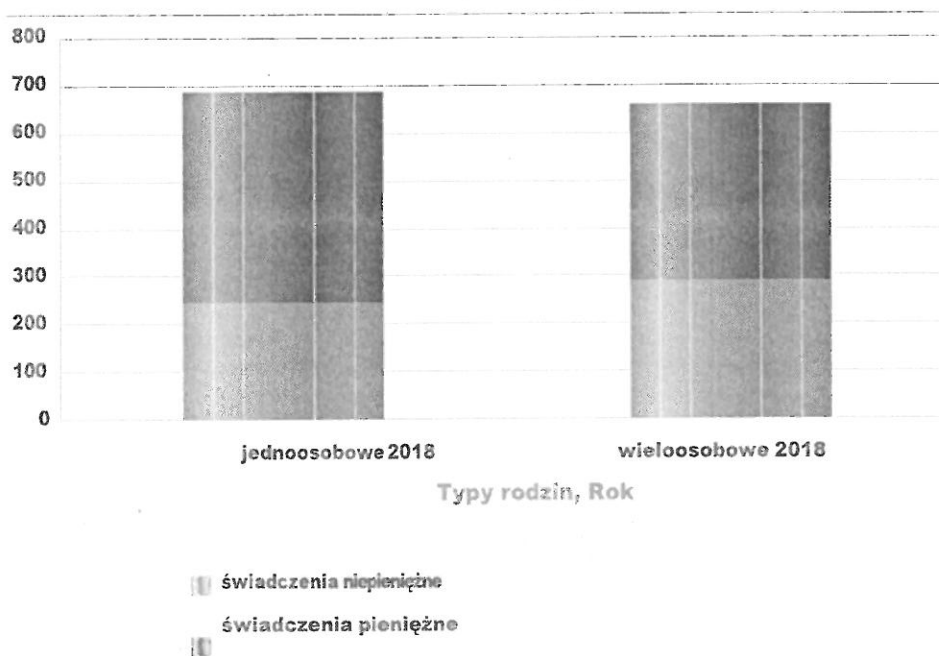 800
700
600
500
400
300
200
100
0
jednoosobowe 2018
wieloosobowe 2018
Typy rodzin, Rok
świadczenia niepieniężne
świadczenia pieniężne